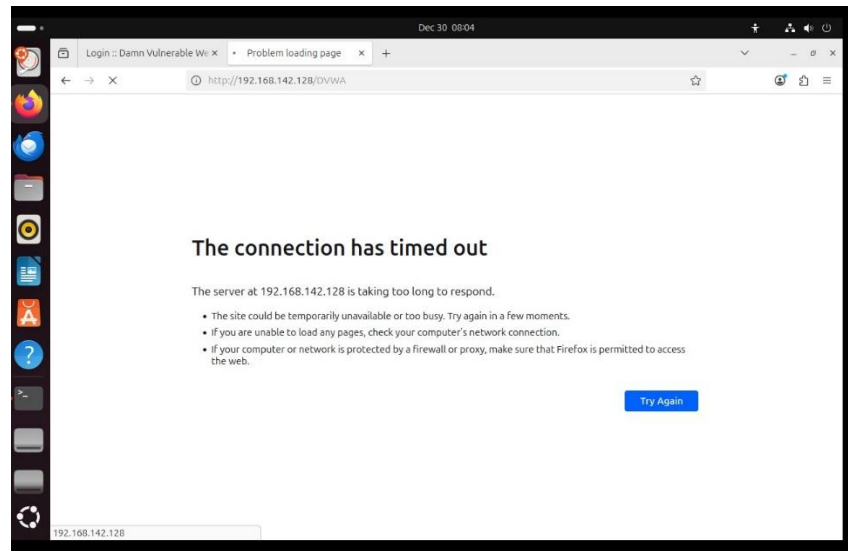 Dec 30 08:04
Login :: Damn Vulnerable We
Problem loading page
http://192.168.142.128/DVWA
The connection has timed out
The server at 192.168.142.128 is taking too long to respond.
• The site could be temporarily unavailable or too busy. Try again in a few moments.
• If you are unable to load any pages, check your computer's network connection.
• If your computer or network is protected by a firewall or proxy, make sure that Firefox is permitted to access
the web.
Try Again
192.168.142.128